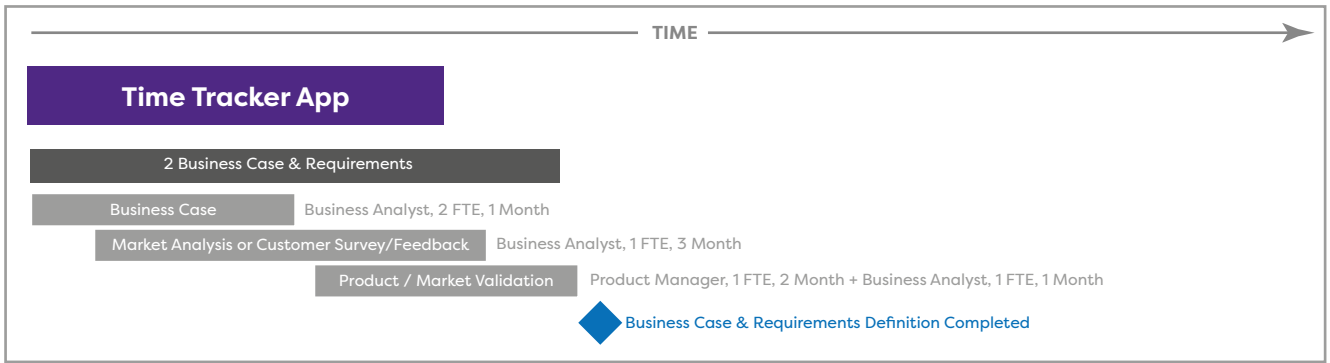 TIME
Time Tracker App
2 Business Case & Requirements
Business Case
Business Analyst, 2 FTE, 1 Month
Market Analysis or Customer Survey/Feedback
Business Analyst, 1 FTE, 3 Month
Product / Market Validation
Product Manager, 1 FTE, 2 Month + Business Analyst, 1 FTE, 1 Month
Business Case & Requirements Definition Completed